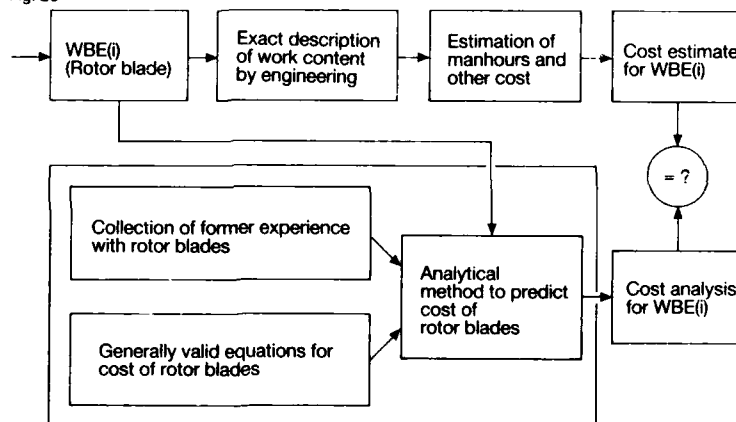 WBE(i)
(Rotor blade)
Exact description
of work content
by engineering
Estimation of
manhours and
other cost
Cost estimate
for WBE(i)
= ?
Collection of former experience
with rotor blades
Analytical
method to predict
cost of
rotor blades
Cost analysis
for WBE(i)
Generally valid equations for
cost of rotor blades